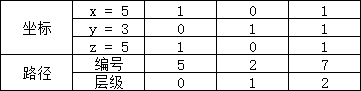 坐标 x = 5 1 0 1
y = 3 0 1 1
z = 5 1 0 1
路径 编号 5 2 7
层级 0 1 2